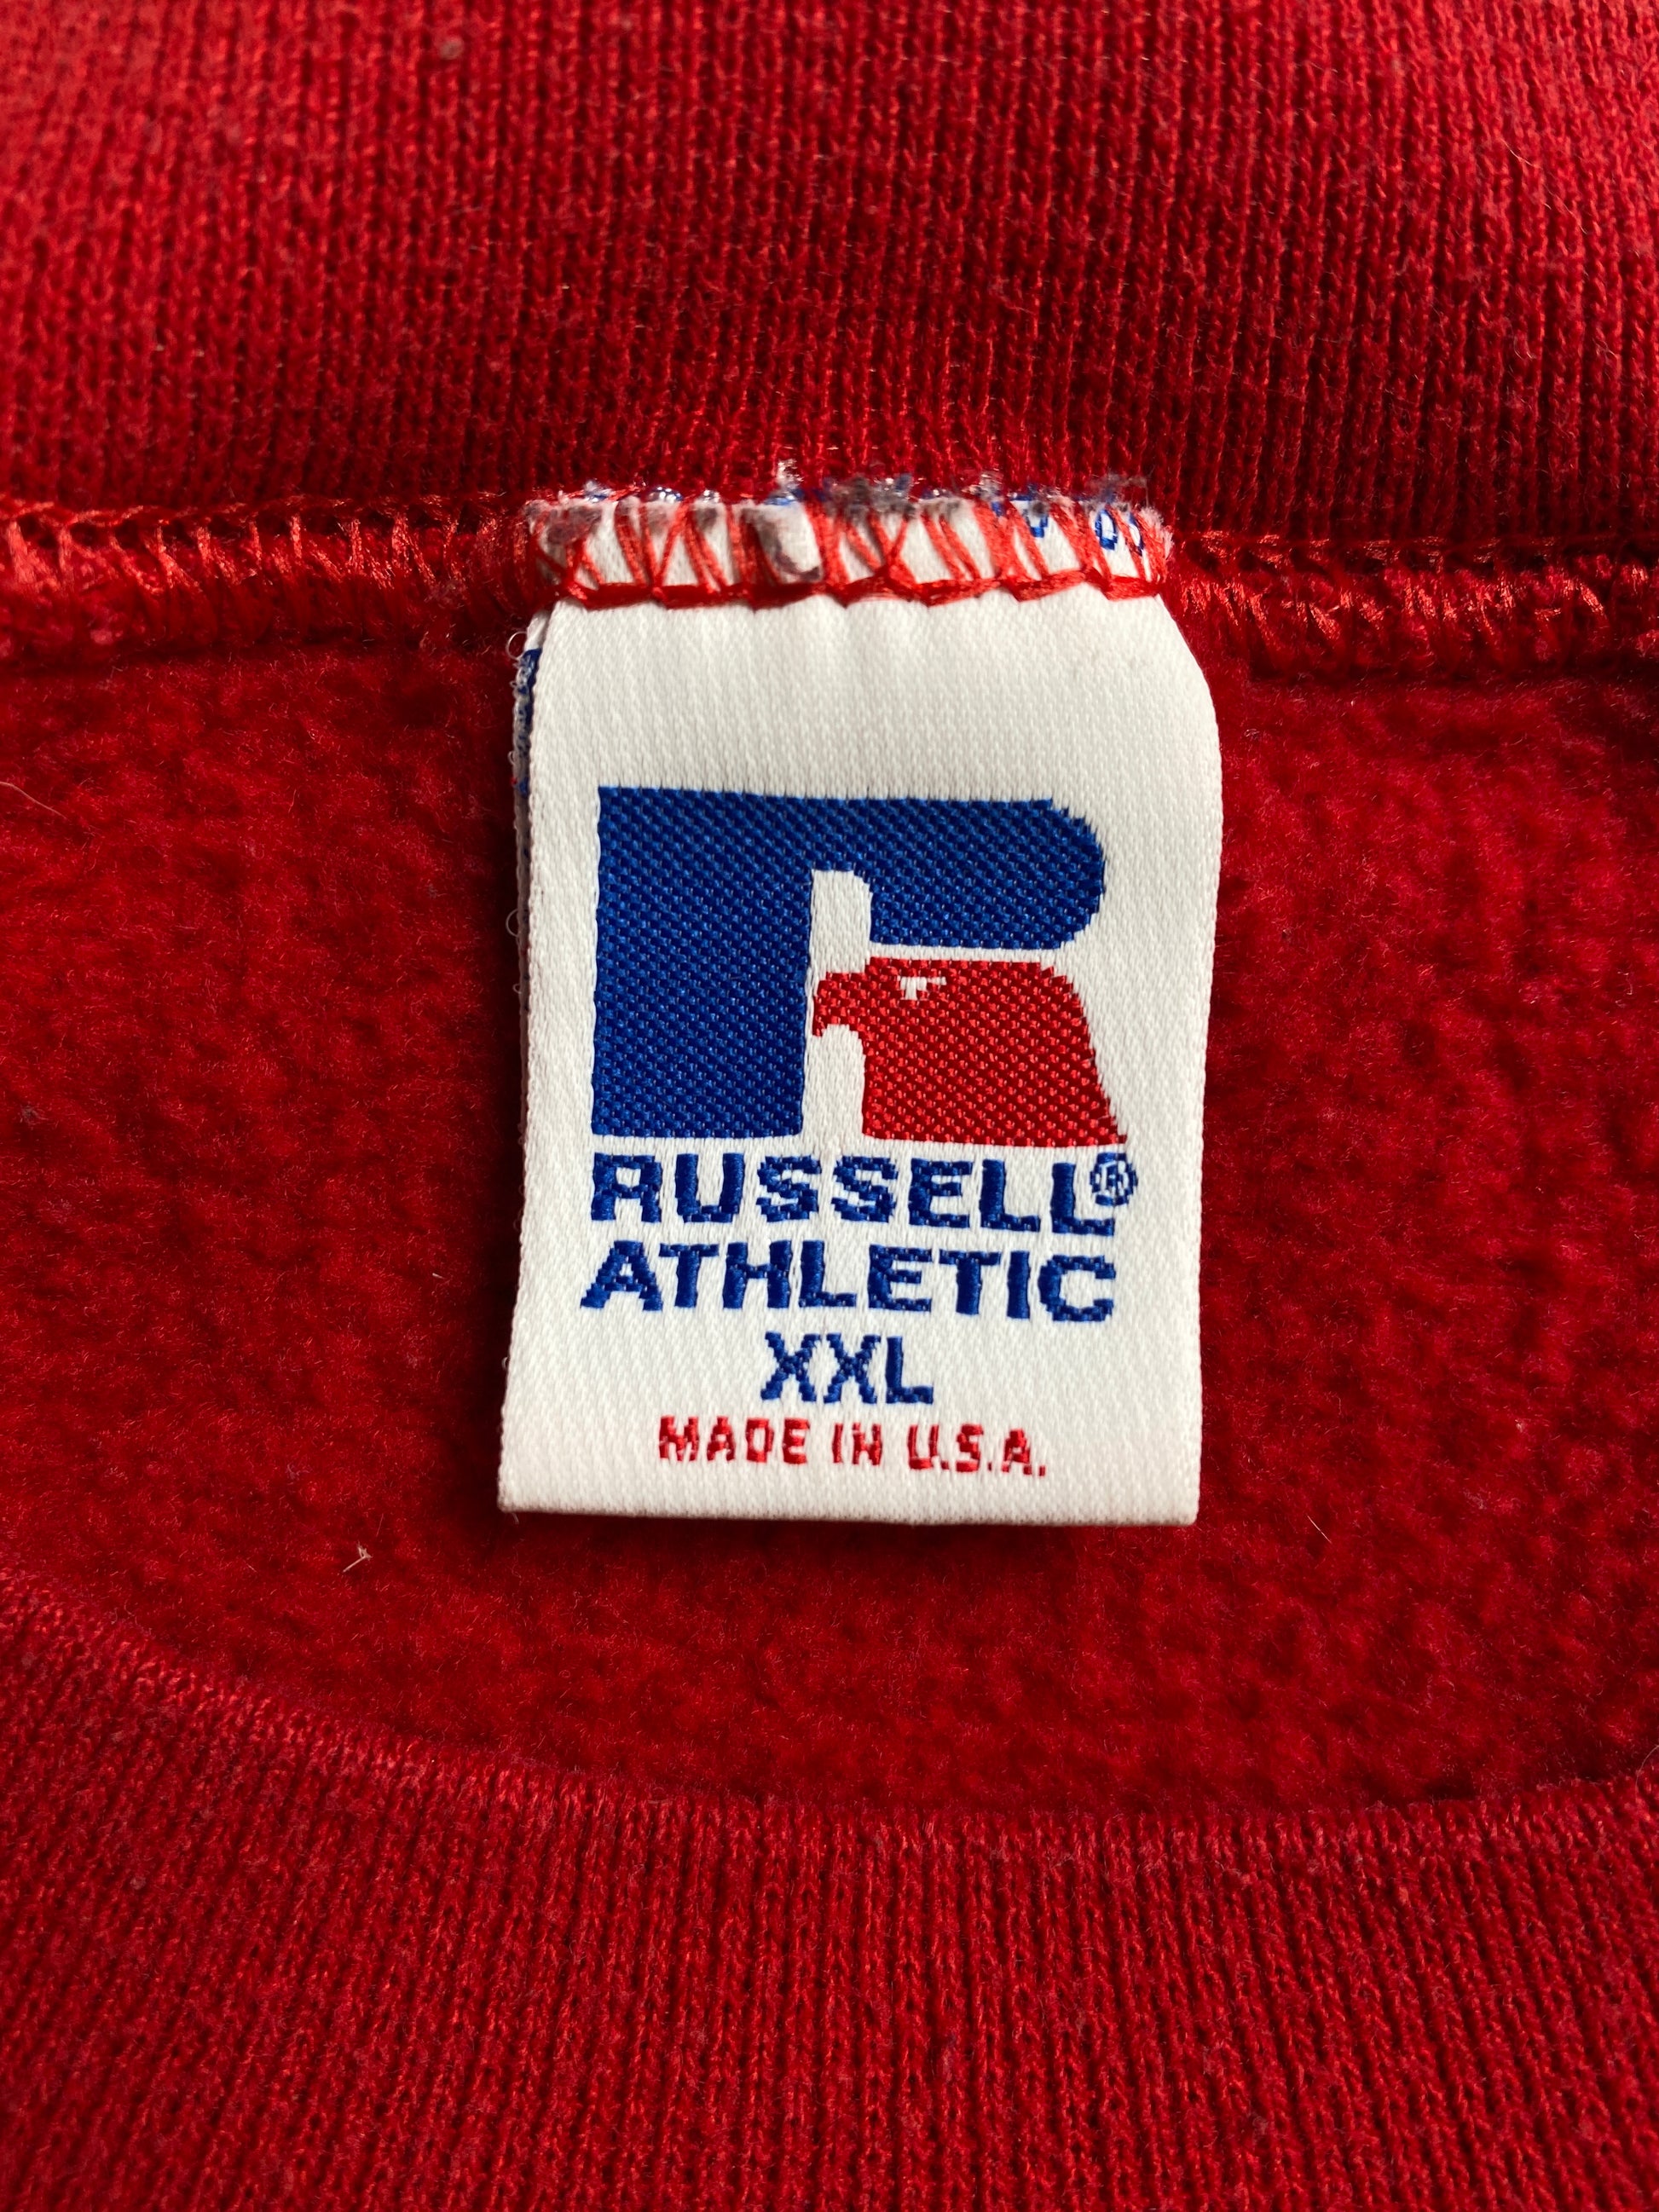 RUSSELL®
ATHLETIC
XXL
MADE IN U.S.A.